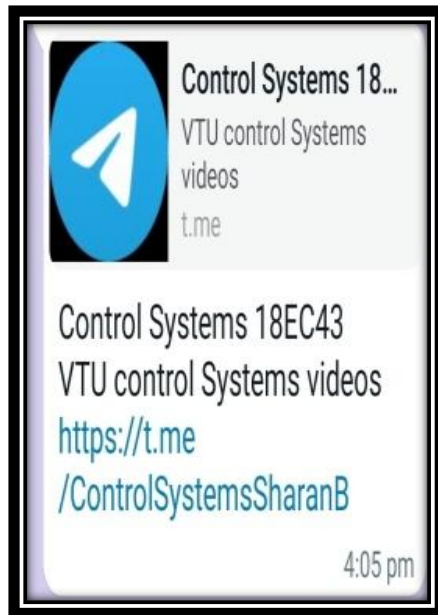 Control Systems 18...
VTU control Systems
videos
t.me
Control Systems 18EC43
VTU control Systems videos
https://t.me
/ControlSystemsSharanB
4:05 pm